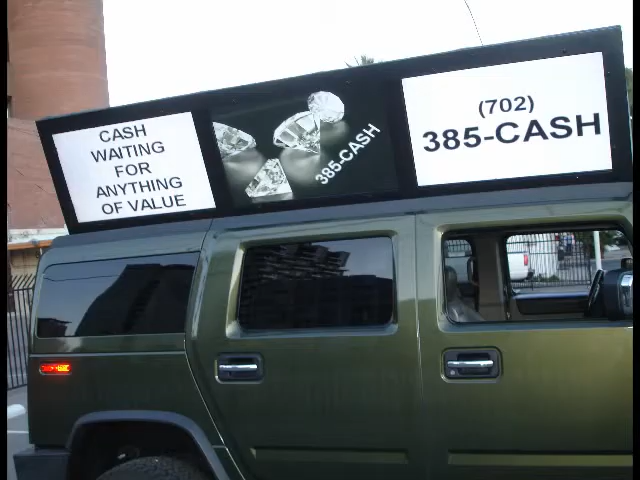 CASH
WAITING
FOR
ANYTHING
OF VALUE
385-CASH
(702)
385-CASH